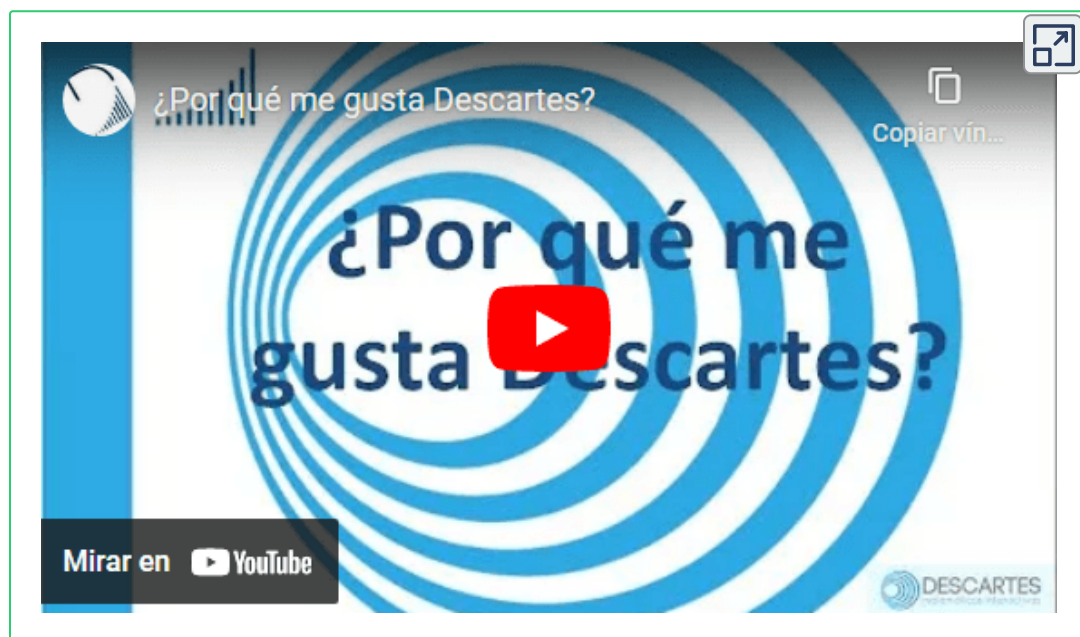 ¿Por qué me gusta Descartes?
Copiar vín...
¿Por qué me
gusta Descartes?
Mirar en YouTube
DESCARTES